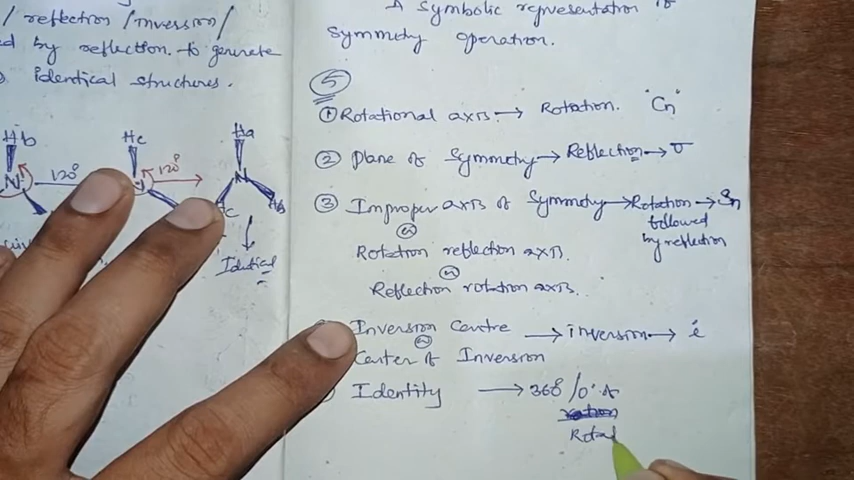 / reflection /inversion/
ed by reflection to generate
identical structures.
Hb
Hc
Ha
N
120°
120°
N
Hb
c
Identical
A symbolic representation of
symmetry operation.
5
① Rotational axis → Rotation. "Cn"
② Plane of Symmetry → Reflection → σ
③ Improper axis of Symmetry → Rotation → Sn
followed
by reflection
(or)
Rotation reflection axis.
(or)
Reflection rotation axis.
Inversion Centre → inversion → i
(or)
Center of Inversion
Identity → 360°/0°
Rotat